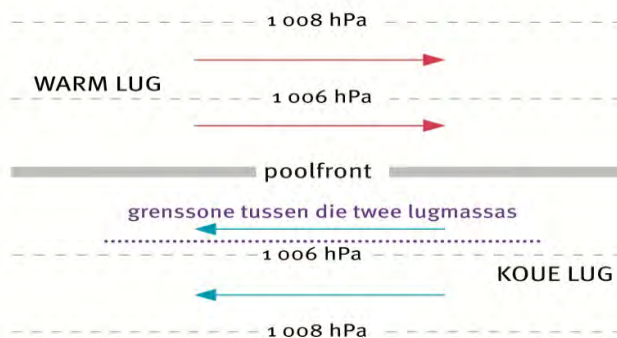 1 008 hPa
WARM LUG
1 006 hPa
poolfront
grenssone tussen die twee lugmassas
1 006 hPa
KOUE LUG
1 008 hPa